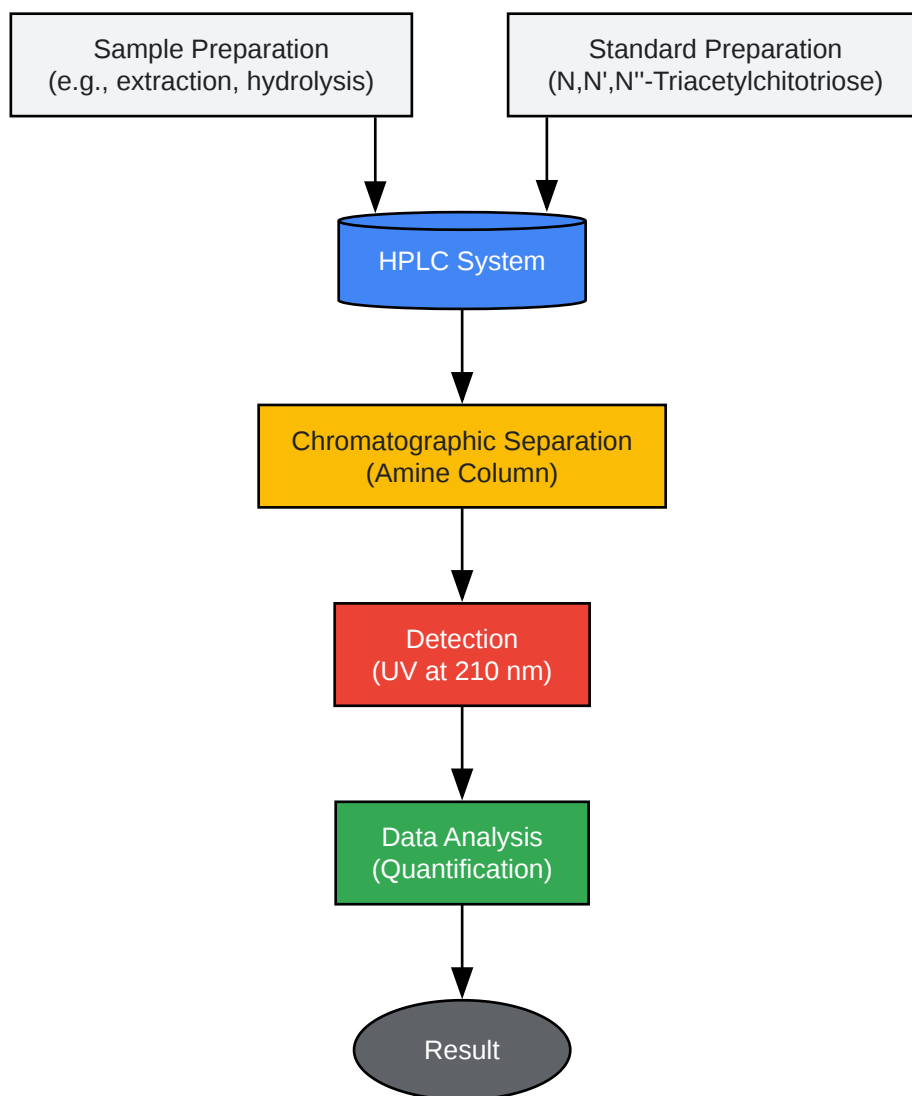 Sample Preparation
(e.g., extraction, hydrolysis)
Standard Preparation
(N,N',N''-Triacetylchitotriose)
HPLC System
Chromatographic Separation
(Amine Column)
Detection
(UV at 210 nm)
Data Analysis
(Quantification)
Result